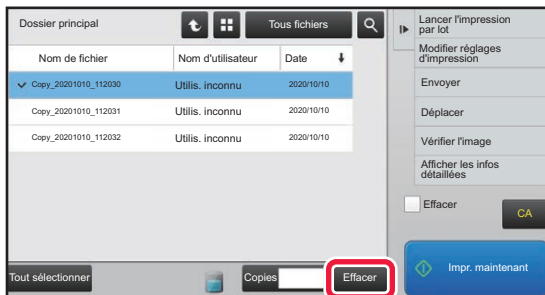 Dossier principal
Tous fichiers
Nom de fichier
Nom d'utilisateur
Date
Copy_20201010_112030
Utilis. inconnu
2020/10/10
Copy_20201010_112031
Utilis. inconnu
2020/10/10
Copy_20201010_112032
Utilis. inconnu
2020/10/10
Tout sélectionner
Copies
Effacer
Lancer l'impression
par lot
Modifier réglages
d'impression
Envoyer
Déplacer
Vérifier l'image
Afficher les infos
détaillées
Effacer
CA
Impr. maintenant